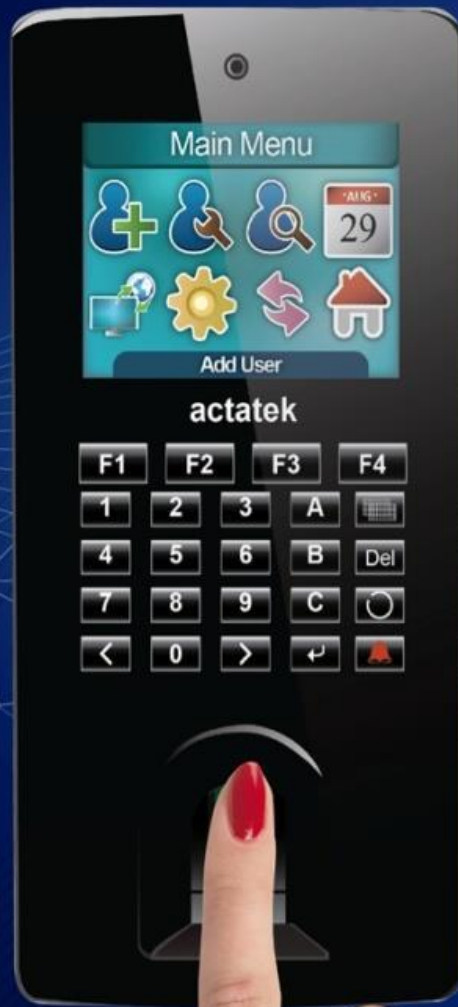 Main Menu
AUG
29
Add User
actatek
F1 F2 F3 F4
1 2 3 A
4 5 6 B Del
7 8 9 C
< 0 >